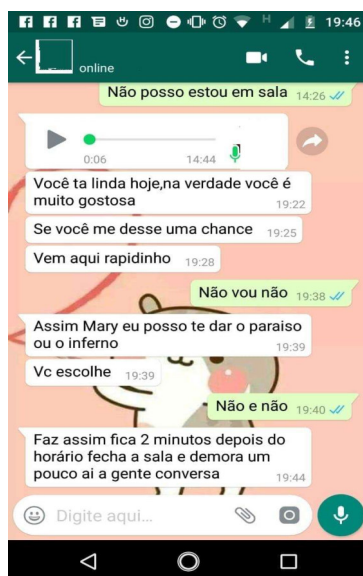 19:46
online
Não posso estou em sala 14:26
0:06 14:44
Você ta linda hoje,na verdade você é
muito gostosa 19:22
Se você me desse uma chance 19:25
Vem aqui rapidinho 19:28
Não vou não 19:38
Assim Mary eu posso te dar o paraiso
ou o inferno 19:39
Vc escolhe 19:39
Não e não 19:40
Faz assim fica 2 minutos depois do
horário fecha a sala e demora um
pouco ai a gente conversa 19:44
Digite aqui...